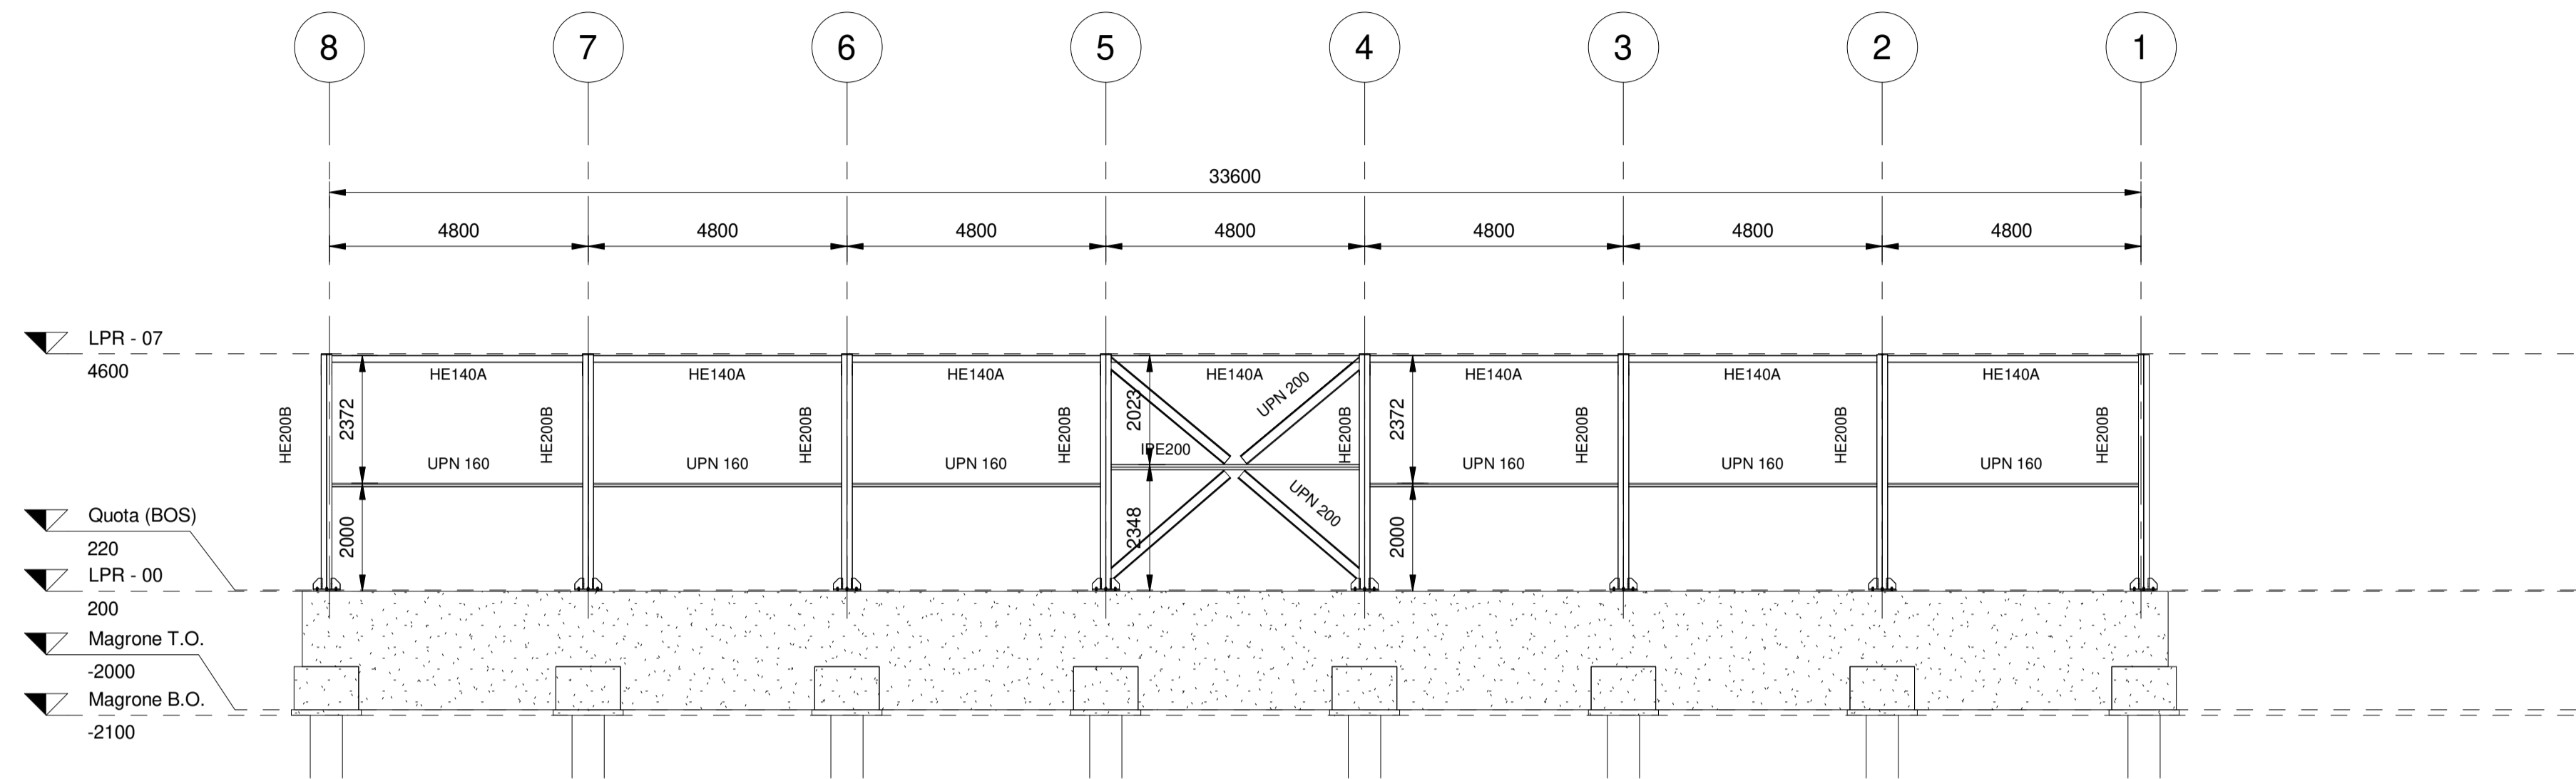 8 7 6 5 4 3 2 1
33600
4800 4800 4800 4800 4800 4800 4800
LPR - 07
4600
HE140A HE140A HE140A HE140A HE140A HE140A HE140A
UPN 200
HE200B 2372 HE200B HE200B HE200B 2023 HE200B 2372 HE200B HE200B HE200B
IPE200
UPN 160 UPN 160 UPN 160 UPN 160 UPN 160 UPN 160
UPN 200
Quota (BOS)
2000 2348 2000
220
LPR - 00
200
Magrone T.O.
-2000
Magrone B.O.
-2100